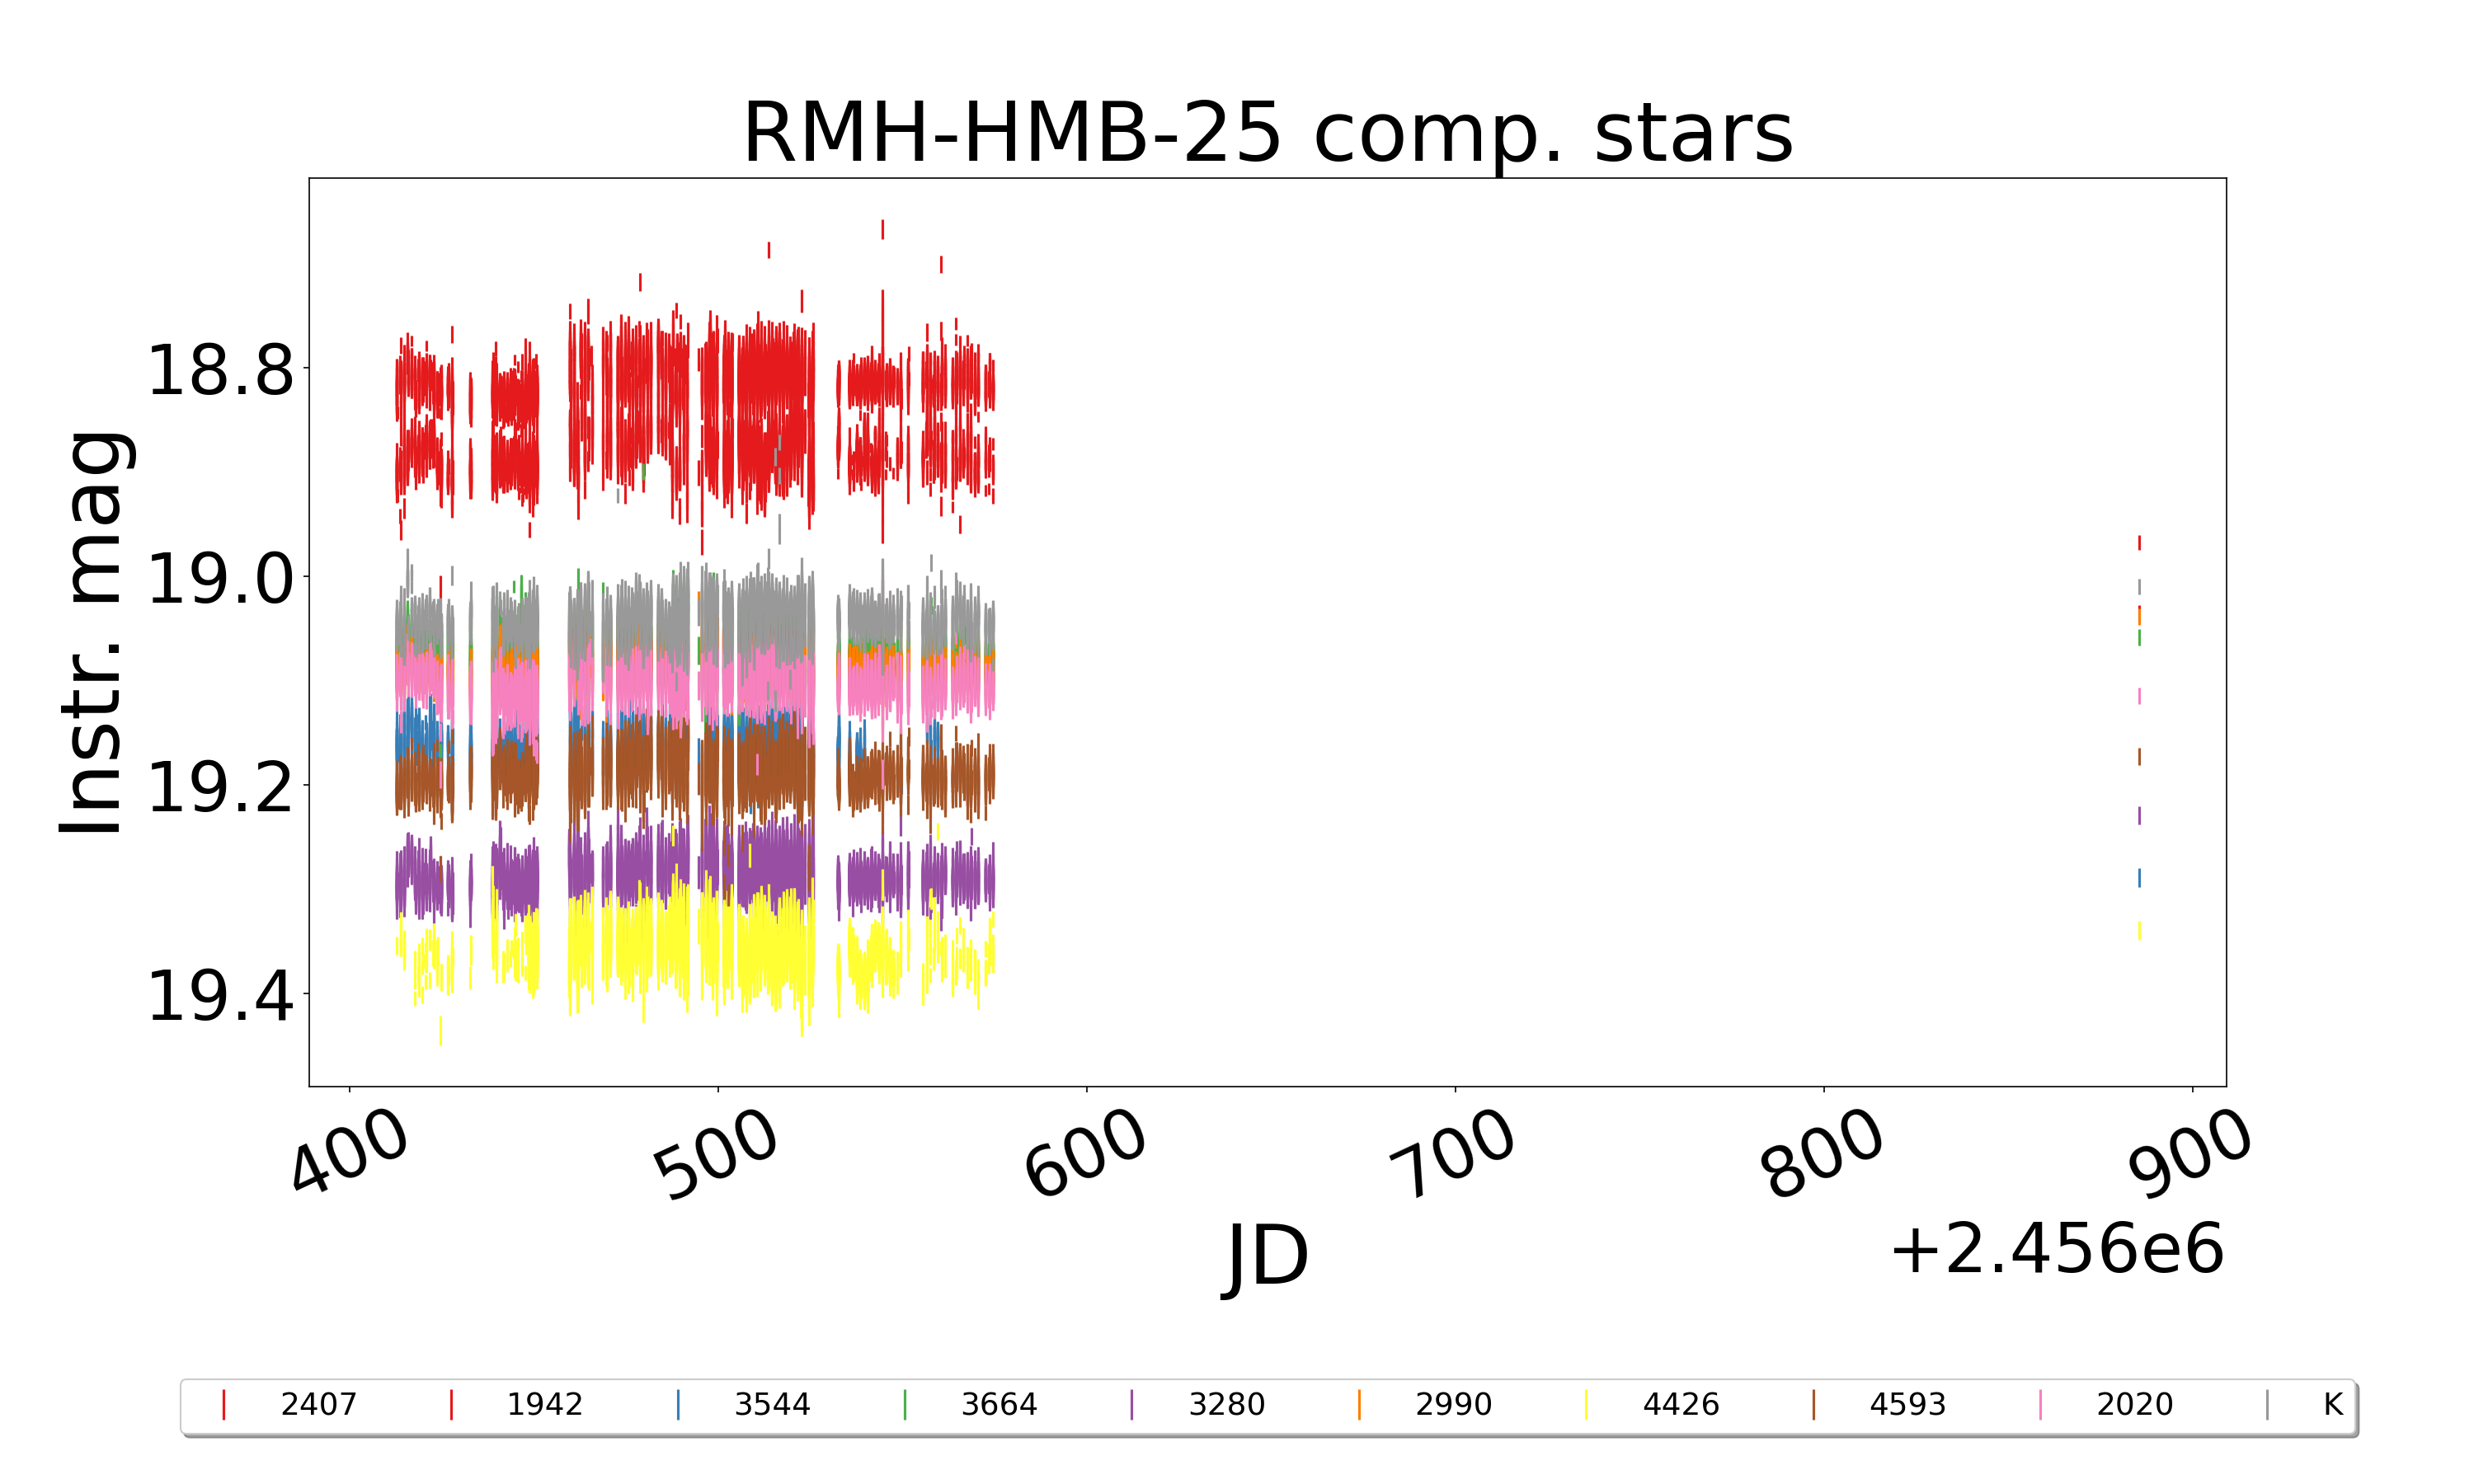 RMH-HMB-25 comp. stars
Instr. mag
18.8
19.0
19.2
19.4
400 500 600 700 800 900
JD
+2.456e6
2407 1942 3544 3664 3280 2990 4426 4593 2020 K